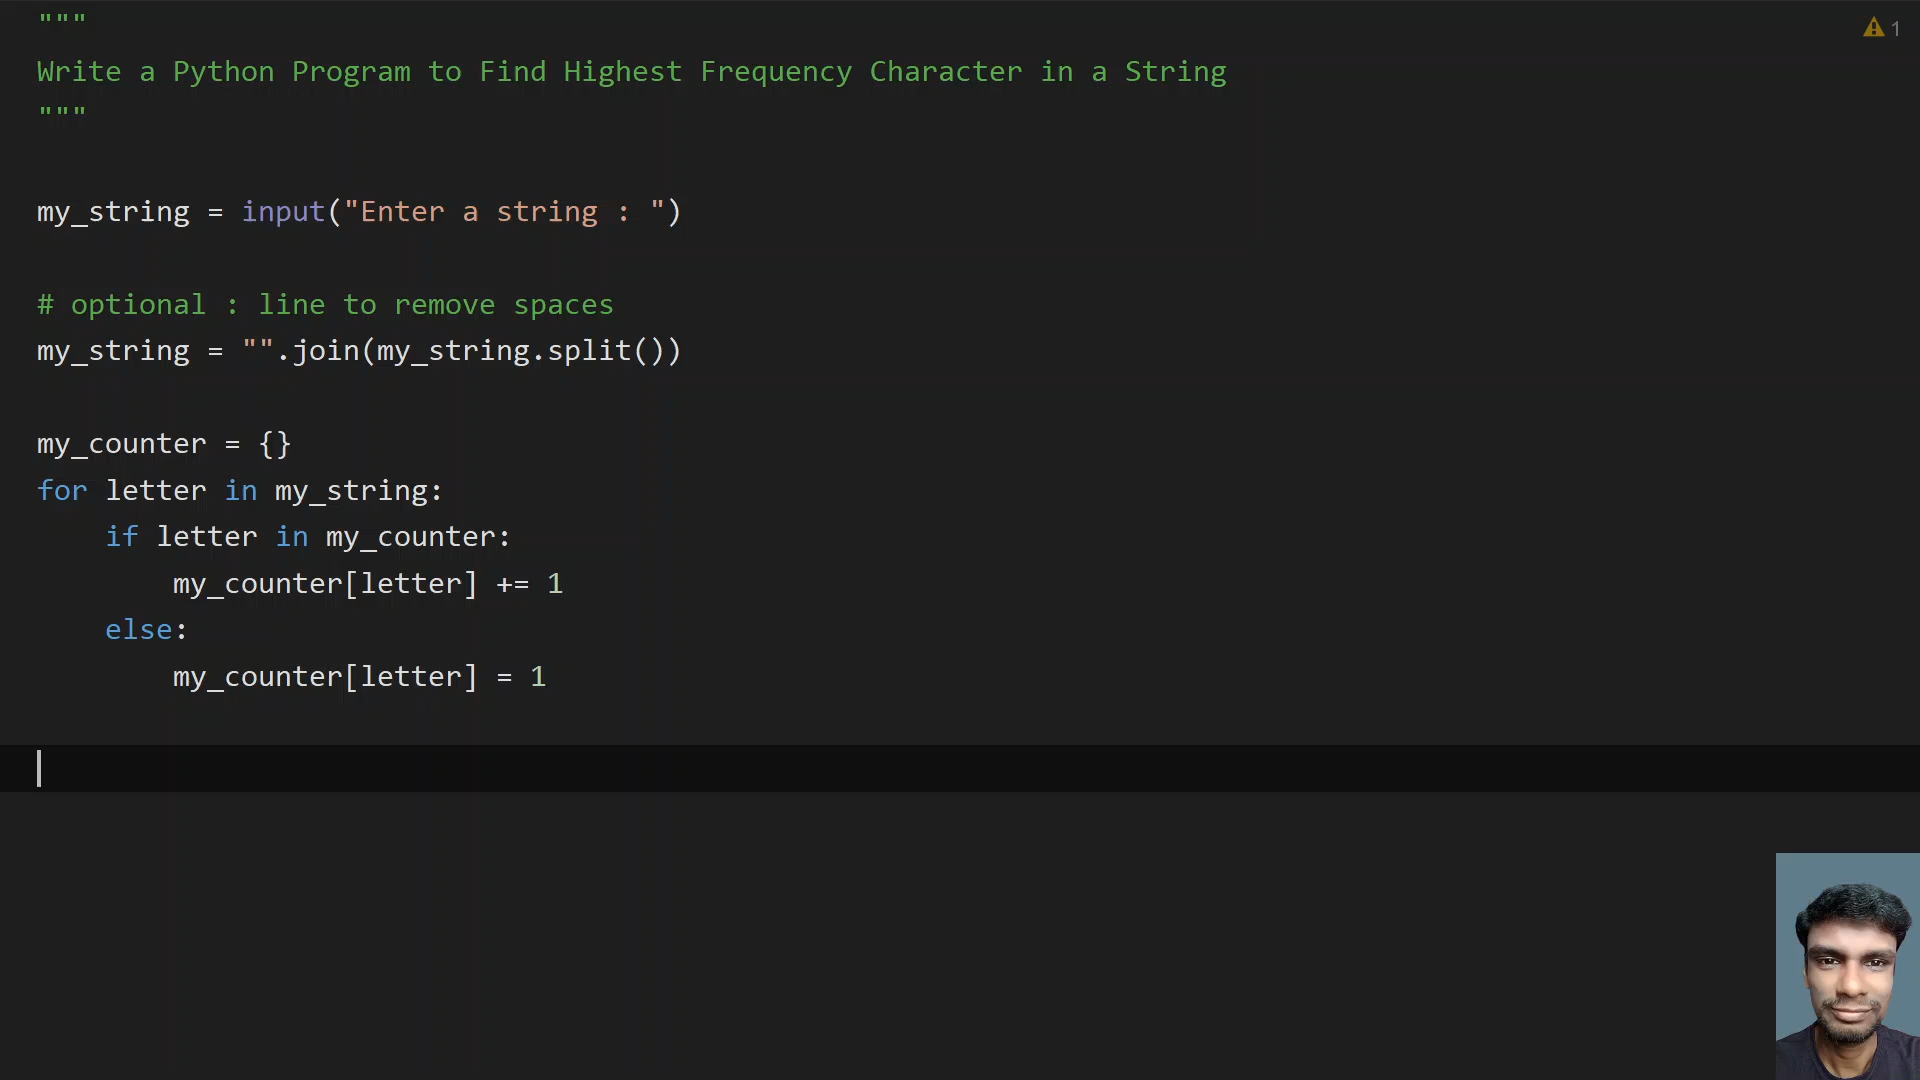 """
Write a Python Program to Find Highest Frequency Character in a String
"""
my_string = input("Enter a string : ")
# optional : line to remove spaces
my_string = "".join(my_string.split())
my_counter = {}
for letter in my_string:
    if letter in my_counter:
        my_counter[letter] += 1
    else:
        my_counter[letter] = 1
1